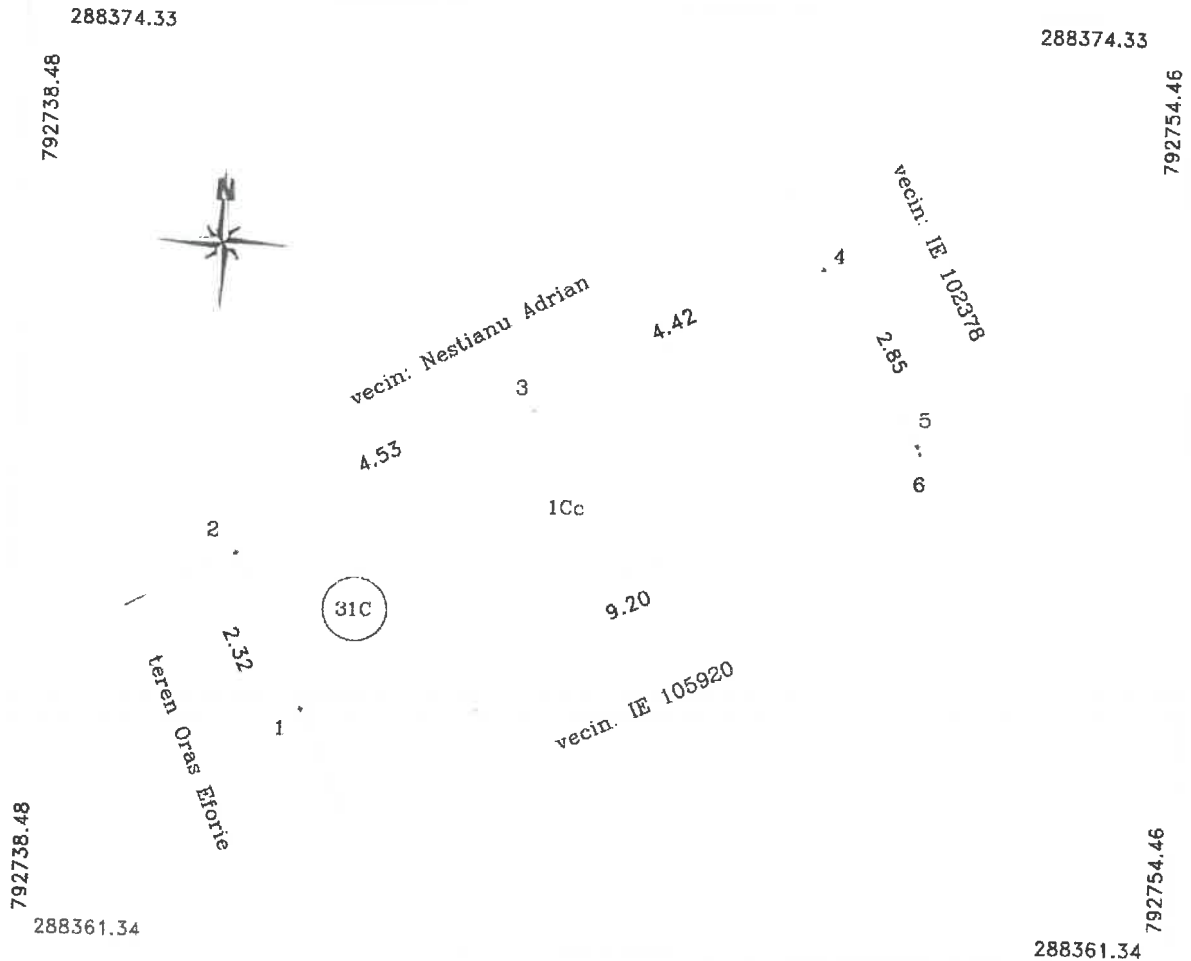 288374.33
288374.33
792738.48
792754.46
N
vecin: IE 102378
4
vecin: Nestianu Adrian
4.42
2.85
3
5
4.53
6
1Cc
2
31C
9.20
2.32
teren Oras Eforie
vecin. IE 105920
1
792738.48
792754.46
288361.34
288361.34